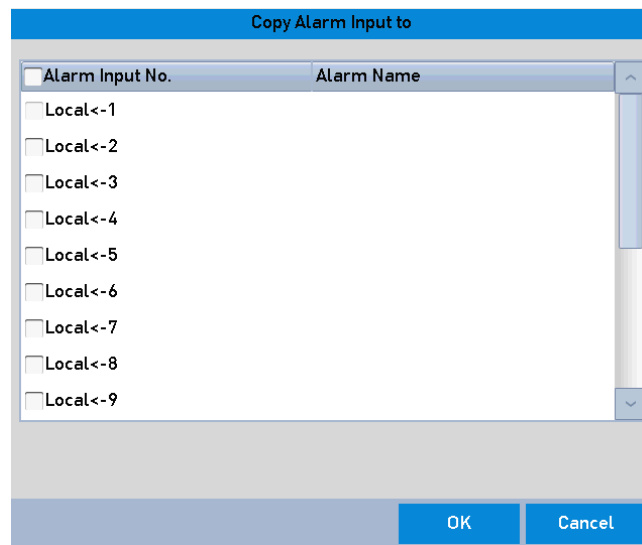 Copy Alarm Input to
Alarm Input No. Alarm Name
Local<-1
Local<-2
Local<-3
Local<-4
Local<-5
Local<-6
Local<-7
Local<-8
Local<-9
OK Cancel